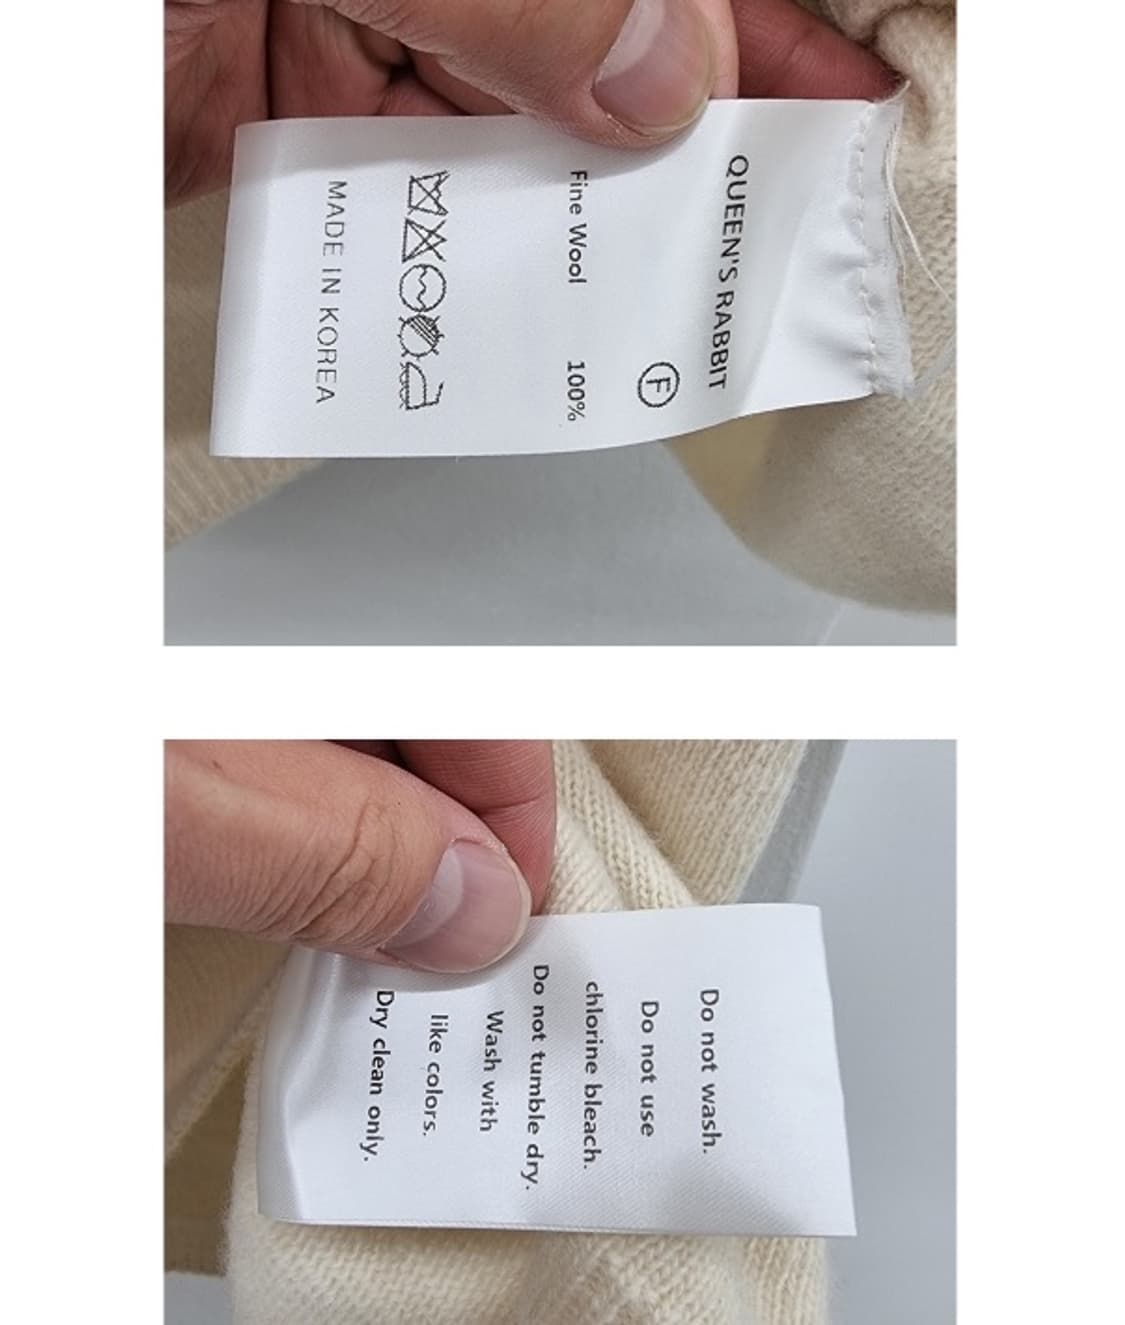 QUEEN'S RABBIT
F
Fine Wool 100%
MADE IN KOREA
Do not wash.
Do not use
chlorine bleach.
Do not tumble dry.
Wash with
like colors.
Dry clean only.